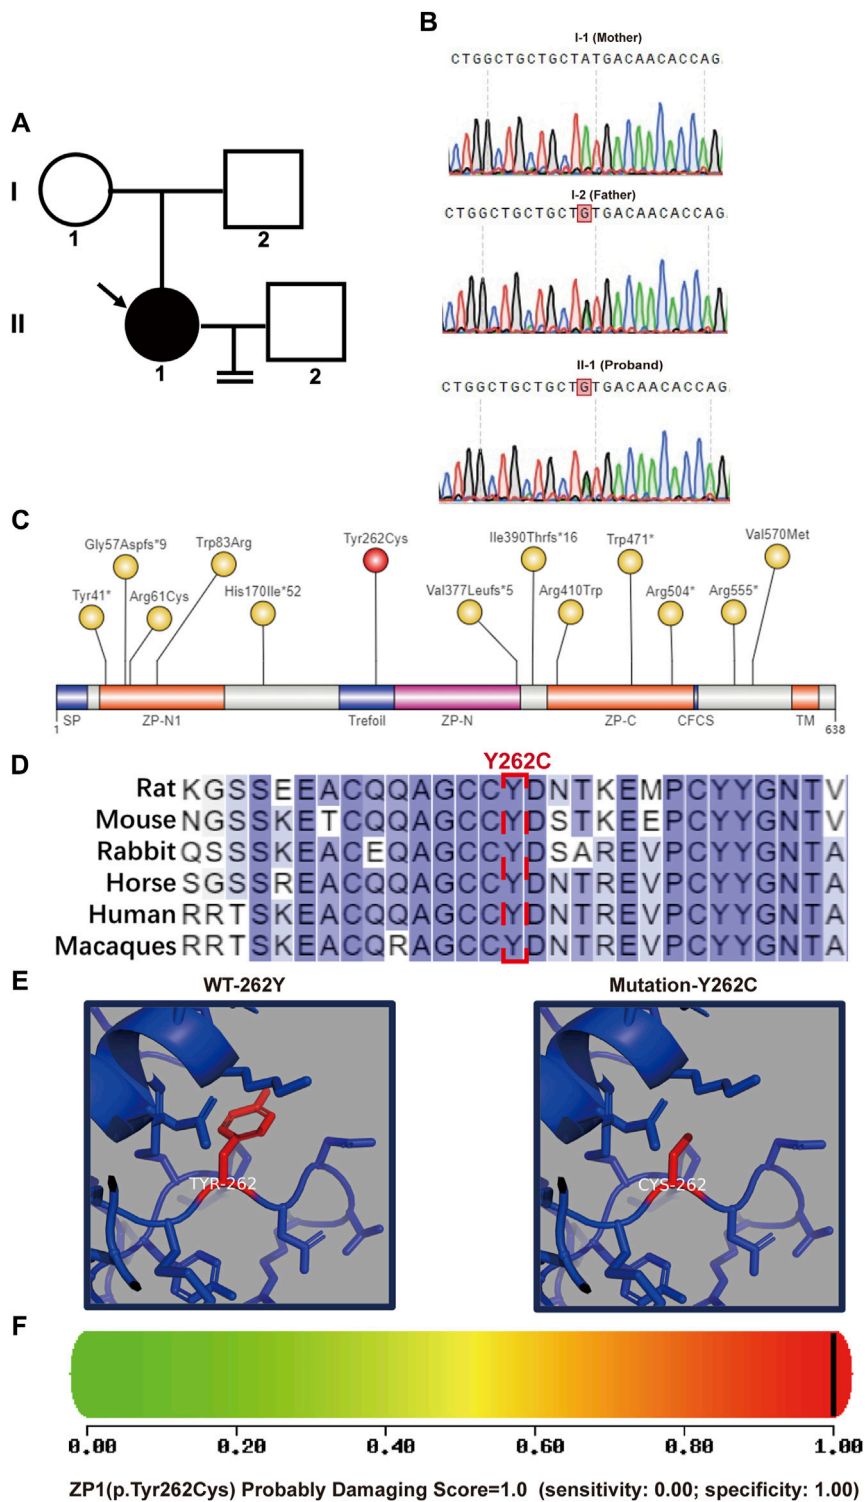 A
I
1
2
II
1
2
B
I-1 (Mother)
CTGGCTGCTGCTATGACAACACCAG
I-2 (Father)
CTGGCTGCTGCTGTGACAACACCAG
II-1 (Proband)
CTGGCTGCTGCTGTGACAACACCAG
C
Gly57Aspfs*9
Trp83Arg
Tyr262Cys
Ile390Thrfs*16
Trp471*
Val570Met
Tyr41*
Arg61Cys
His170Ile*52
Val377Leufs*5
Arg410Trp
Arg504*
Arg555*
SP
ZP-N1
Trefoil
ZP-N
ZP-C
CFCS
TM
1
638
D
Y262C
Rat KGSSEEACQQAGCCYDNTKEMPCYYGNTV
Mouse NGSSKETCQQAGCCYDSTKEEPCYYGNTV
Rabbit QSSSKEACEQAGCCYDSAREVPCYYGNTA
Horse SGSSREACQQAGCCYDNTREVPCYYGNTA
Human RRTSKEACQQAGCCYDNTREVPCYYGNTA
Macaques RRTSKEACQRAGCCYDNTREVPCYYGNTA
E
WT-262Y
Mutation-Y262C
TYR-262
CYS-262
F
0.00 0.20 0.40 0.60 0.80 1.00
ZP1(p.Tyr262Cys) Probably Damaging Score=1.0 (sensitivity: 0.00; specificity: 1.00)